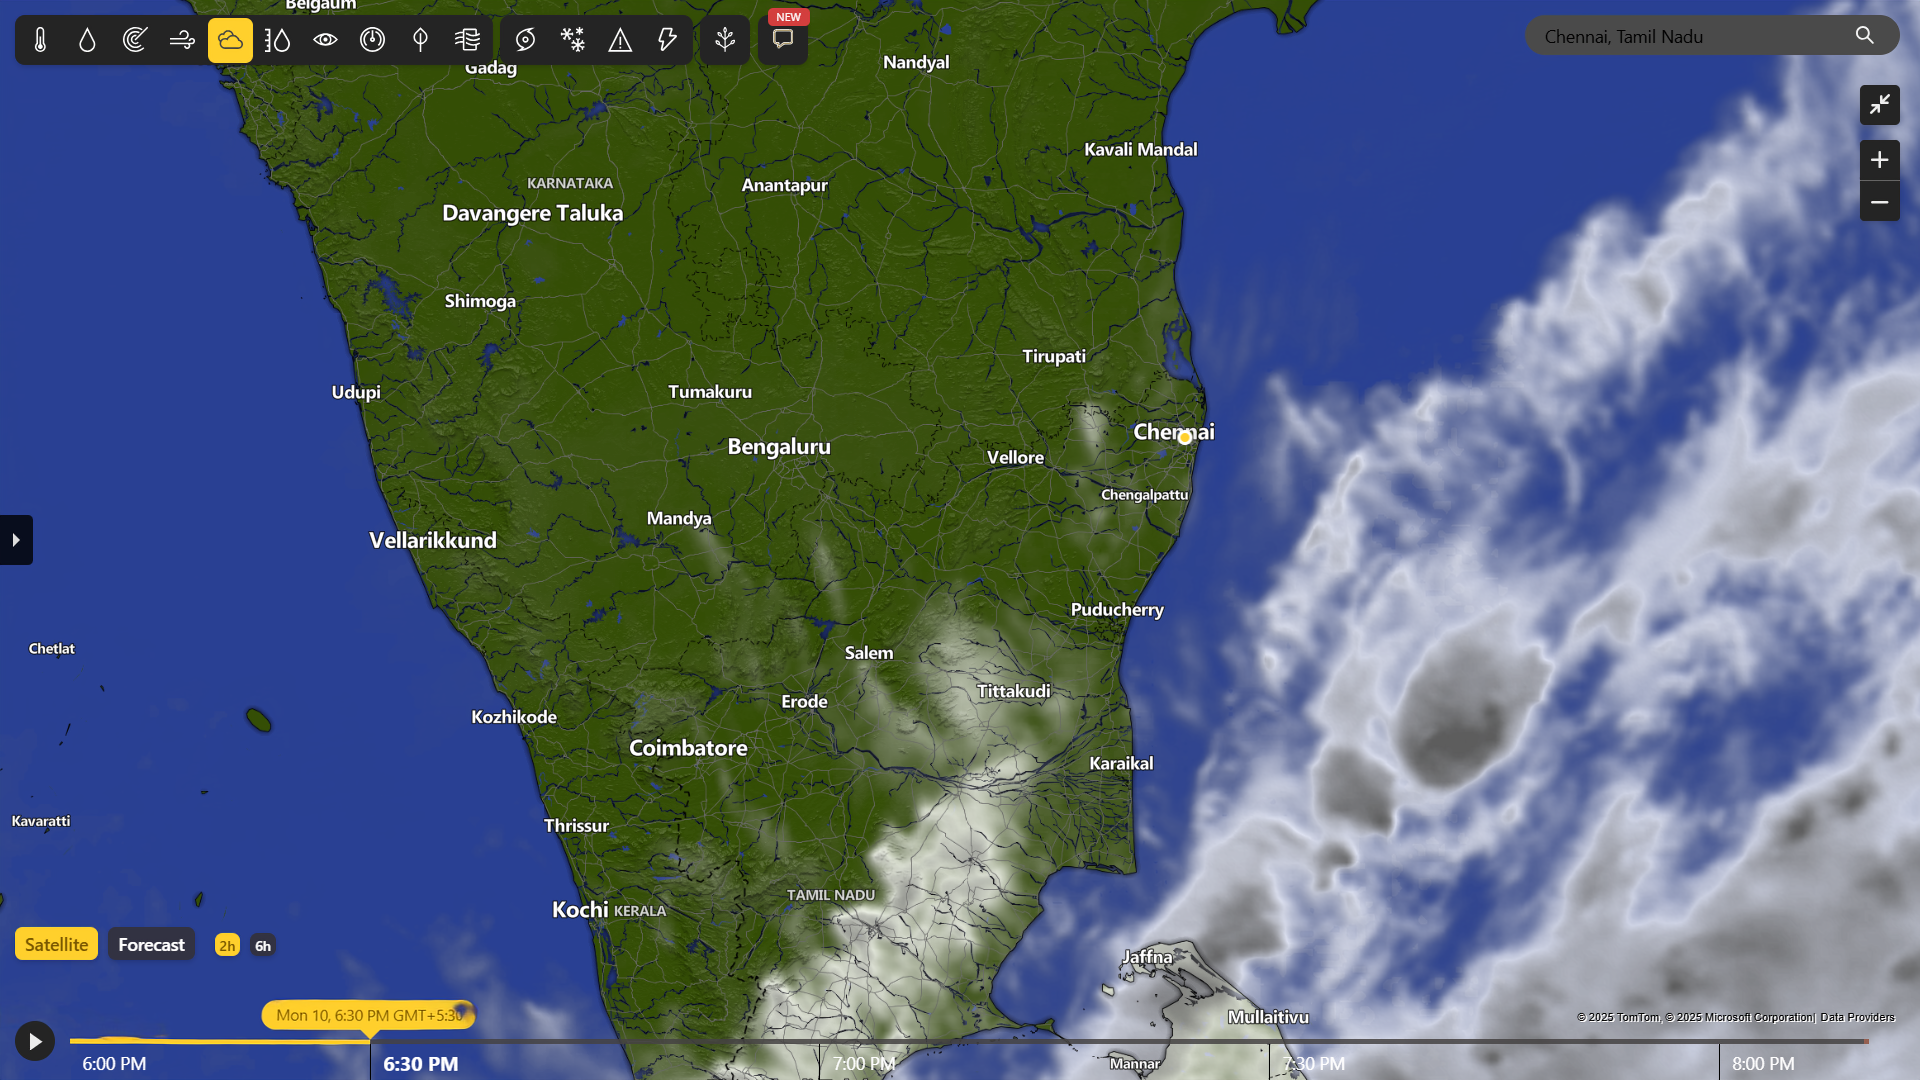 Belgaum
NEW
Chennai, Tamil Nadu
Gadag
Nandyal
Kavali Mandal
KARNATAKA
Anantapur
Davangere Taluka
Shimoga
Tirupati
Udupi
Tumakuru
Chennai
Bengaluru
Vellore
Chengalpattu
Mandya
Vellarikkund
Puducherry
Chetlat
Salem
Tittakudi
Erode
Kozhikode
Coimbatore
Karaikal
Kavaratti
Thrissur
TAMIL NADU
Kochi KERALA
Satellite Forecast 2h 6h
Jaffna
Mon 10, 6:30 PM GMT+5:30
Mullaitivu
© 2025 TomTom, © 2025 Microsoft Corporation| Data Providers
6:00 PM 6:30 PM 7:00 PM Mannar 7:30 PM 8:00 PM